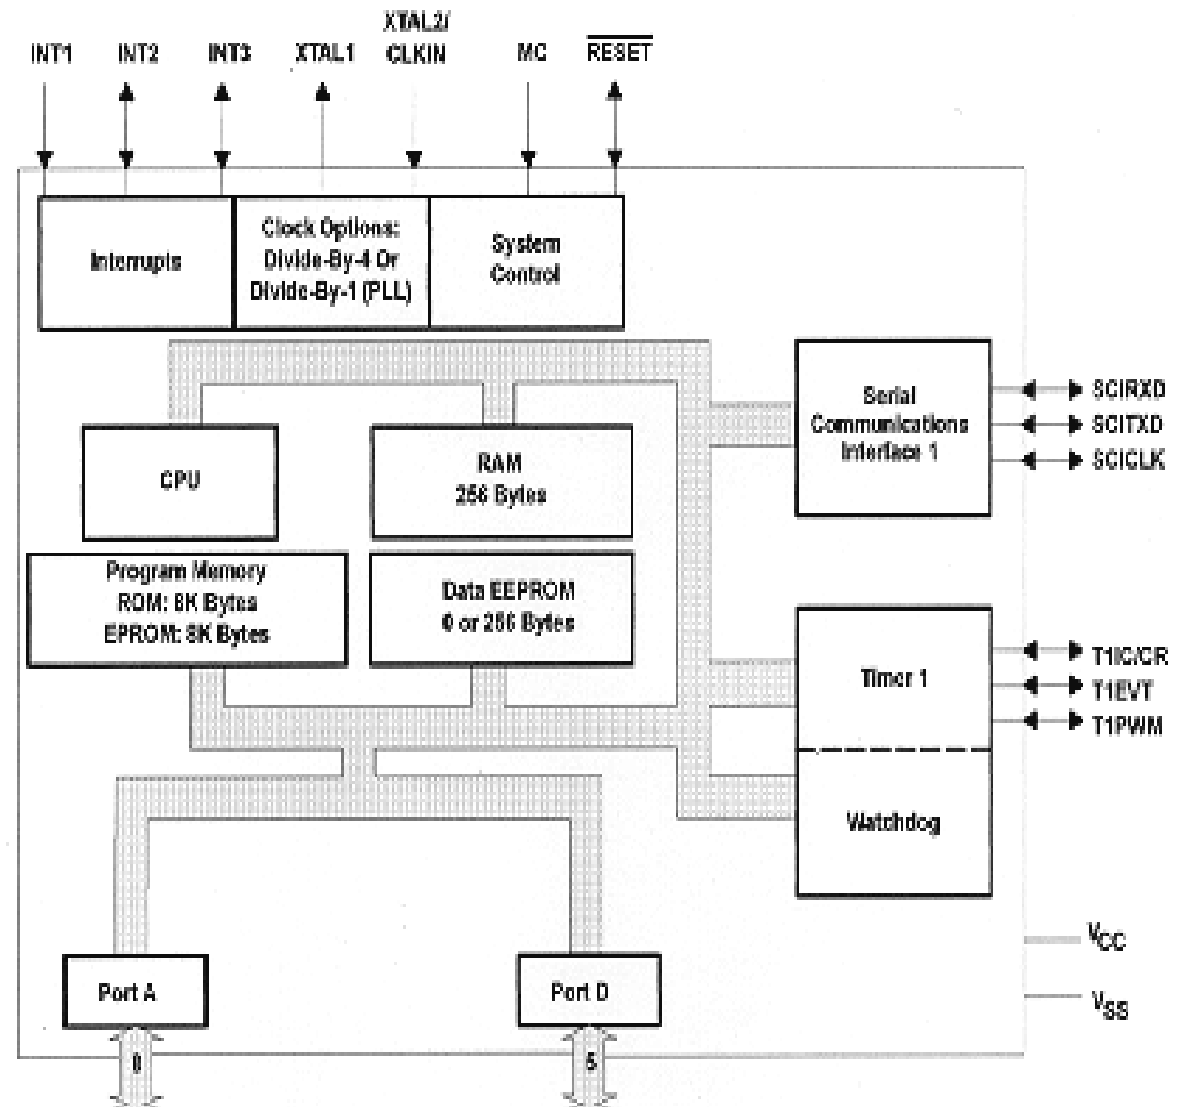 INT1
INT2
INT3
XTAL1
XTAL2/
CLKIN
MC
RESET
Interrupts
Clock Options:
Divide-By-4 Or
Divide-By-1 (PLL)
System
Control
Serial
Communications
Interface 1
SCIRXD
SCITXD
SCICLK
CPU
RAM
256 Bytes
Program Memory
ROM: 8K Bytes
EPROM: 8K Bytes
Data EEPROM
0 or 256 Bytes
Timer 1
T1IC/CR
T1EVT
T1PWM
Watchdog
VCC
VSS
Port A
Port D
8
5